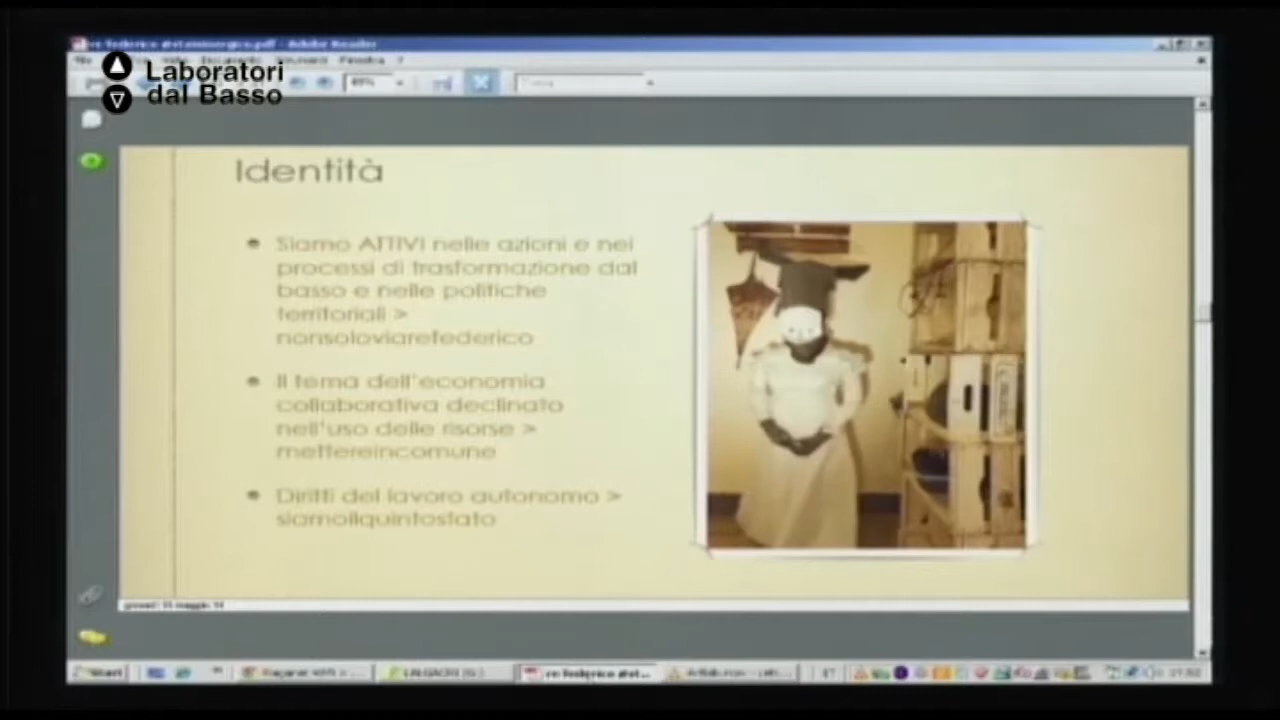 Laboratori
dal Basso
Identità
Siamo ATTIVI nelle azioni e nei
processi di trasformazione dal
basso e nelle politiche
territoriali >
nonsoloviarefederico
Il tema dell'economia
collaborativa declinato
nell'uso delle risorse >
mettereincomune
Diritti del lavoro autonomo >
siamoilquintostato
Start